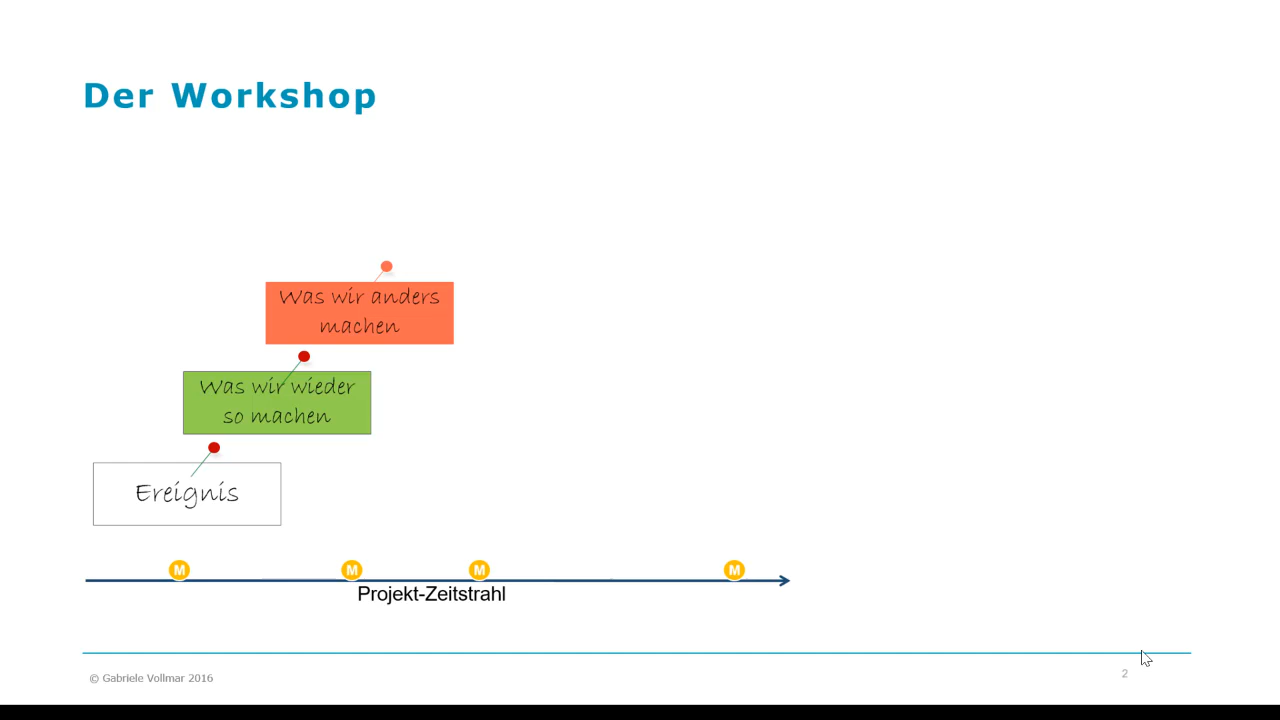 Der Workshop
Was wir anders
machen
Was wir wieder
so machen
Ereignis
M M M M
Projekt-Zeitstrahl
© Gabriele Vollmar 2016
2